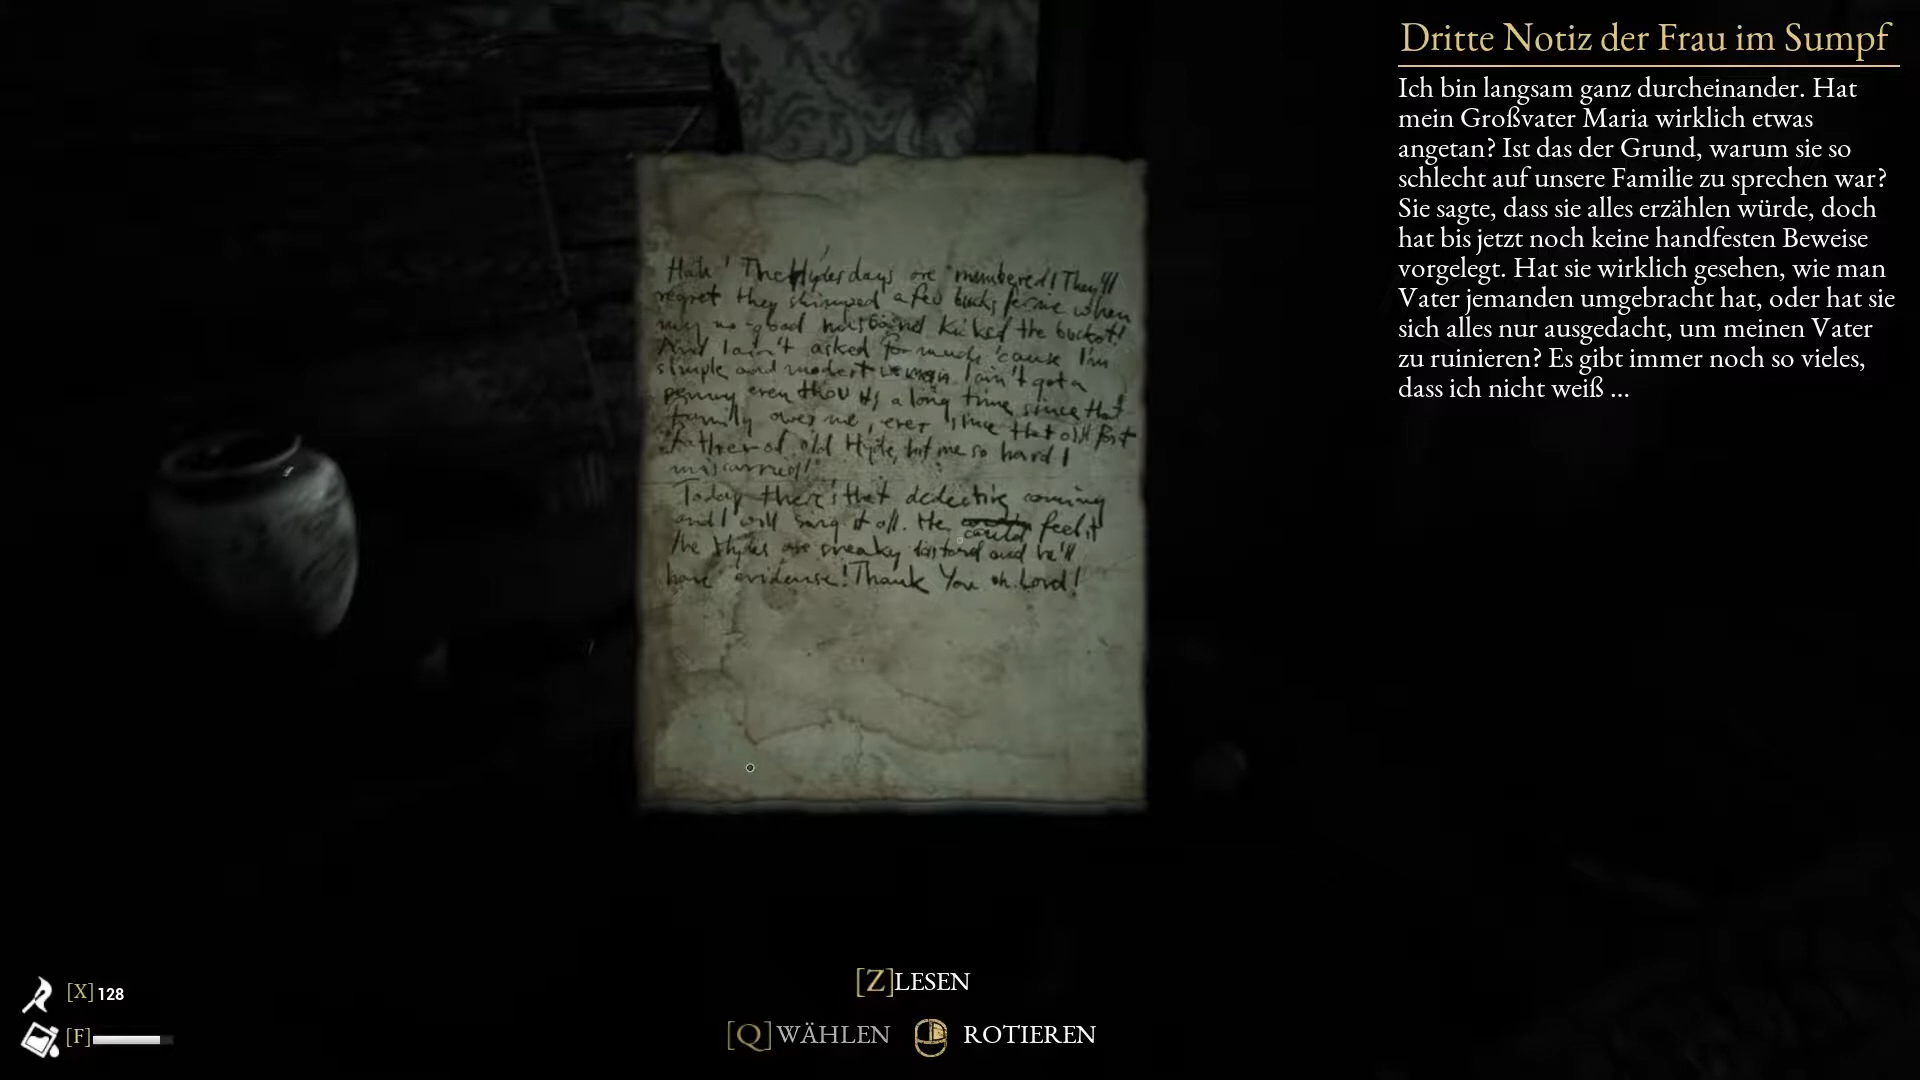 Dritte Notiz der Frau im Sumpf
Ich bin langsam ganz durcheinander. Hat
mein Großvater Maria wirklich etwas
angetan? Ist das der Grund, warum sie so
schlecht auf unsere Familie zu sprechen war?
Sie sagte, dass sie alles erzählen würde, doch
hat bis jetzt noch keine handfesten Beweise
vorgelegt. Hat sie wirklich gesehen, wie man
Vater jemanden umgebracht hat, oder hat sie
sich alles nur ausgedacht, um meinen Vater
zu ruinieren? Es gibt immer noch so vieles,
dass ich nicht weiß ...
Hah! The Hydes days are numbered! They'll
regret they skimped a few bucks for me when
my no-good husband kicked the bucket!
And I ain't asked for much 'cause I'm
simple and modest woman. I ain't got a
penny even thou its a long time since that
family owes me, ever since that old fart
father of old Hyde, hit me so hard I
miscarried!
Today there's that detective coming
and I will sang it all. He could feel it
the Hydes are sneaky bastard and he'll
have evidense! Thank You oh Lord!
[X] 128
[F]
[Z] LESEN
[Q] WÄHLEN ROTIEREN